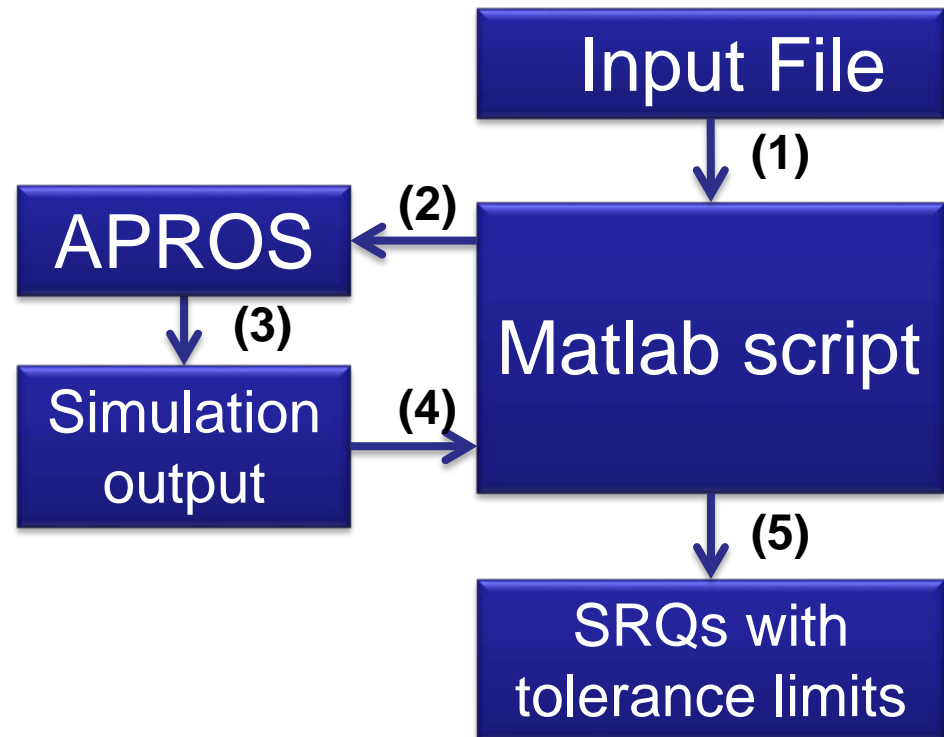 Input File
(1)
(2)
APROS
(3)
Matlab script
Simulation
output
(4)
(5)
SRQs with
tolerance limits